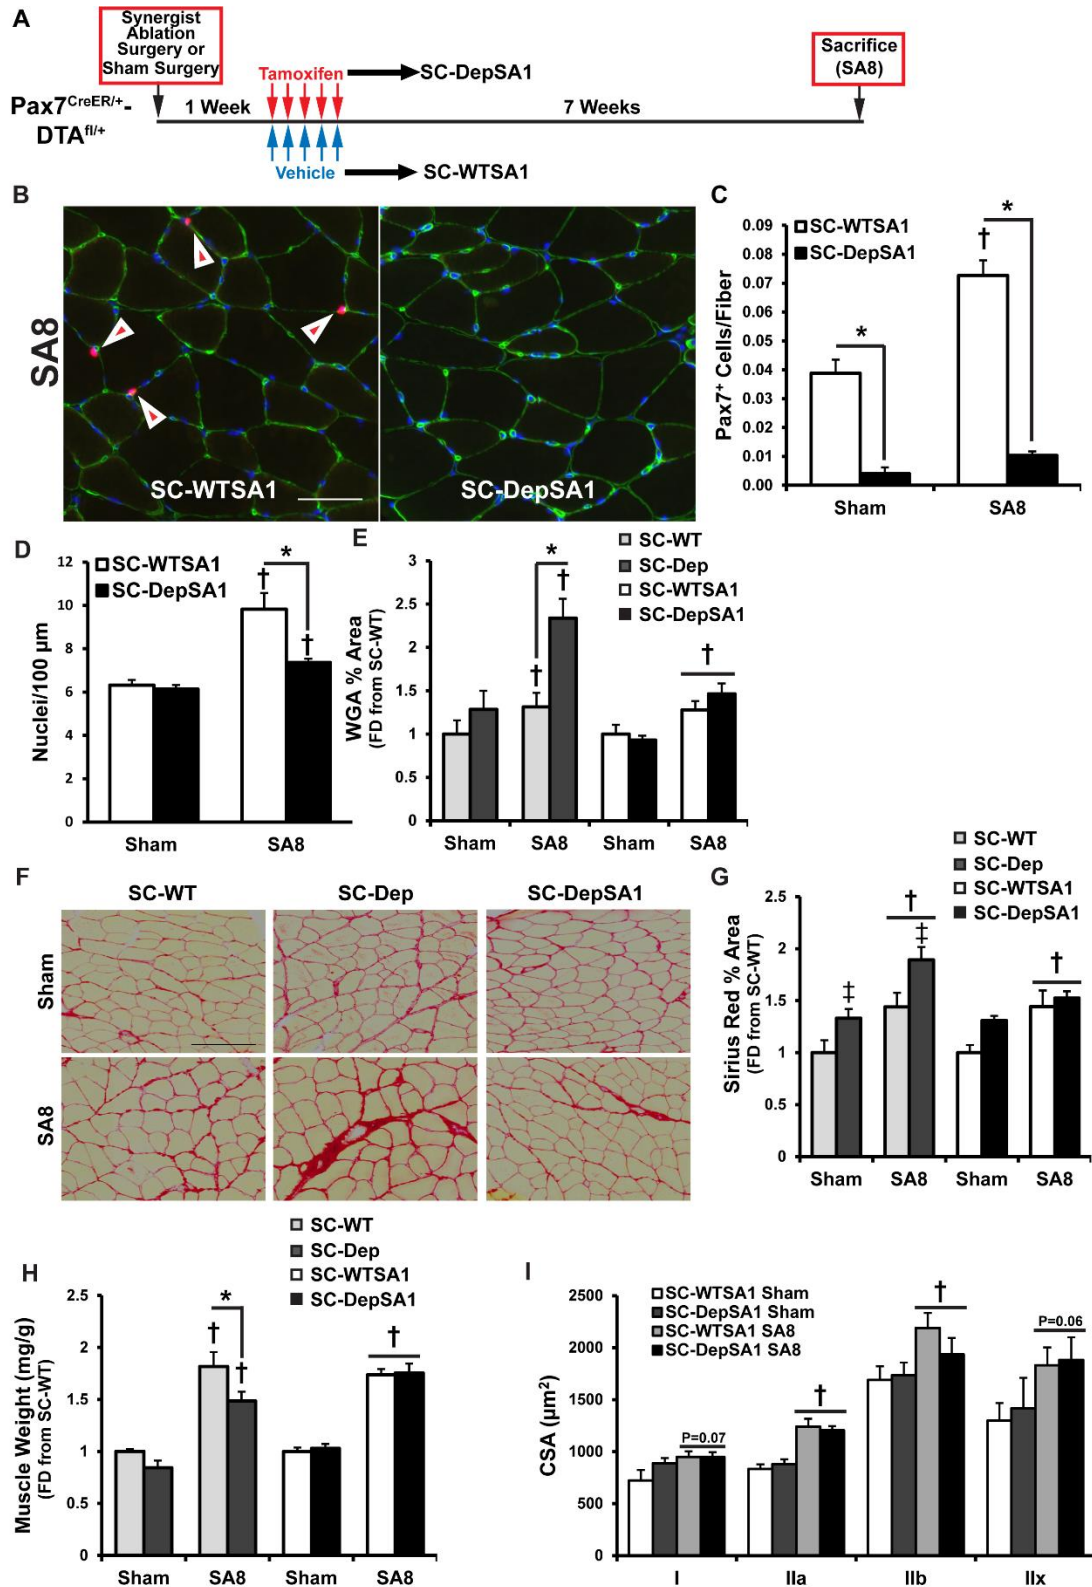 A
Synergist
Ablation
Surgery or
Sham Surgery
Sacrifice
(SA8)
Tamoxifen
SC-DepSA1
Pax7CreER/+-
DTAfl/+
1 Week
7 Weeks
Vehicle
SC-WTSA1
B
SA8
SC-WTSA1
SC-DepSA1
C
SC-WTSA1
SC-DepSA1
Pax7+ Cells/Fiber
0.09
0.08
0.07
0.06
0.05
0.04
0.03
0.02
0.01
0.00
*
†
*
Sham
SA8
D
SC-WTSA1
SC-DepSA1
Nuclei/100 µm
12
10
8
6
4
2
0
*
†
†
Sham
SA8
E
SC-WT
SC-Dep
SC-WTSA1
SC-DepSA1
WGA % Area
(FD from SC-WT)
3
2.5
2
1.5
1
0.5
0
*
†
†
†
Sham
SA8
Sham
SA8
F
SC-WT
SC-Dep
SC-DepSA1
Sham
SA8
G
SC-WT
SC-Dep
SC-WTSA1
SC-DepSA1
Sirius Red % Area
(FD from SC-WT)
2.5
2
1.5
1
0.5
0
‡
†
‡
†
Sham
SA8
Sham
SA8
H
SC-WT
SC-Dep
SC-WTSA1
SC-DepSA1
Muscle Weight (mg/g)
(FD from SC-WT)
2.5
2
1.5
1
0.5
0
*
†
†
†
Sham
SA8
Sham
SA8
I
SC-WTSA1 Sham
SC-DepSA1 Sham
SC-WTSA1 SA8
SC-DepSA1 SA8
CSA (µm²)
2500
2000
1500
1000
500
0
P=0.07
†
†
P=0.06
I
IIa
IIb
IIx